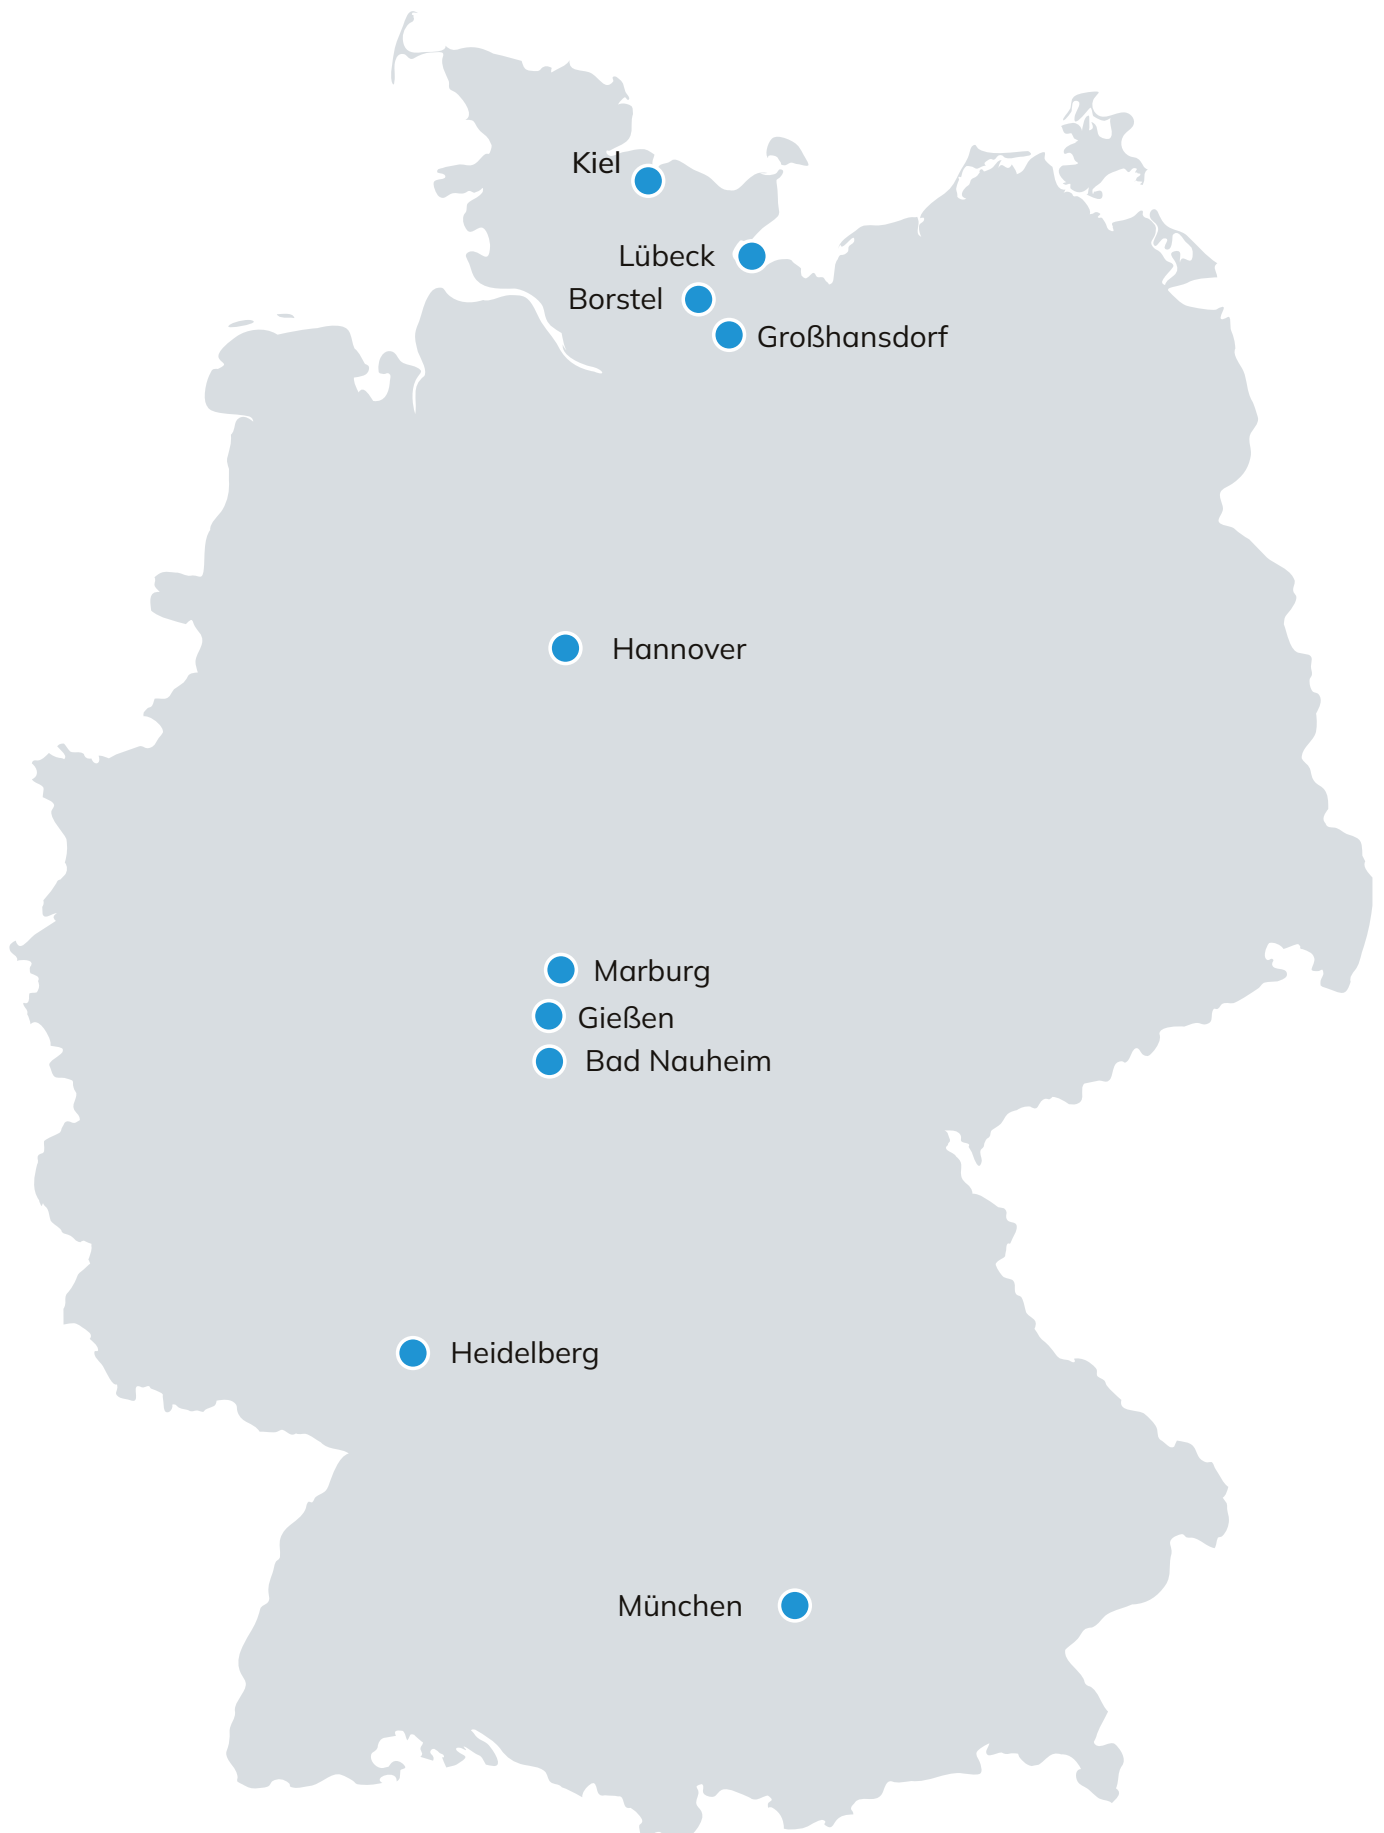 Kiel
Lübeck
Borstel
Großhansdorf
Hannover
Marburg
Gießen
Bad Nauheim
Heidelberg
München